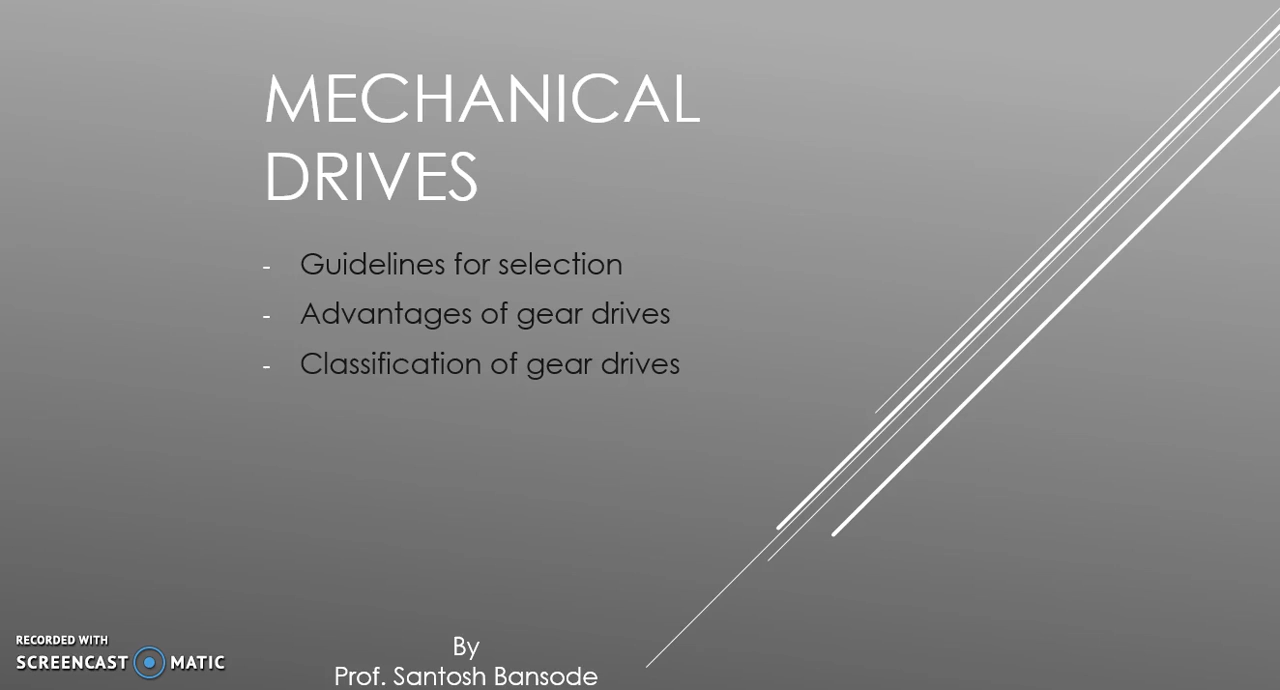 MECHANICAL
DRIVES
- Guidelines for selection
- Advantages of gear drives
- Classification of gear drives
By
Prof. Santosh Bansode
RECORDED WITH
SCREENCAST MATIC